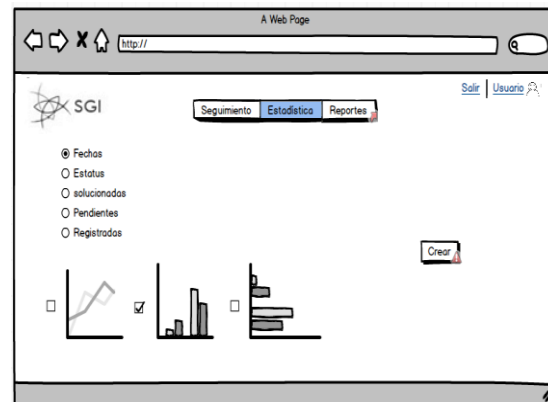 A Web Page
http://
Salir Usuario
SGI
Seguimiento Estadística Reportes
Fechas
Estatus
solucionadas
Pendientes
Registradas
Crear